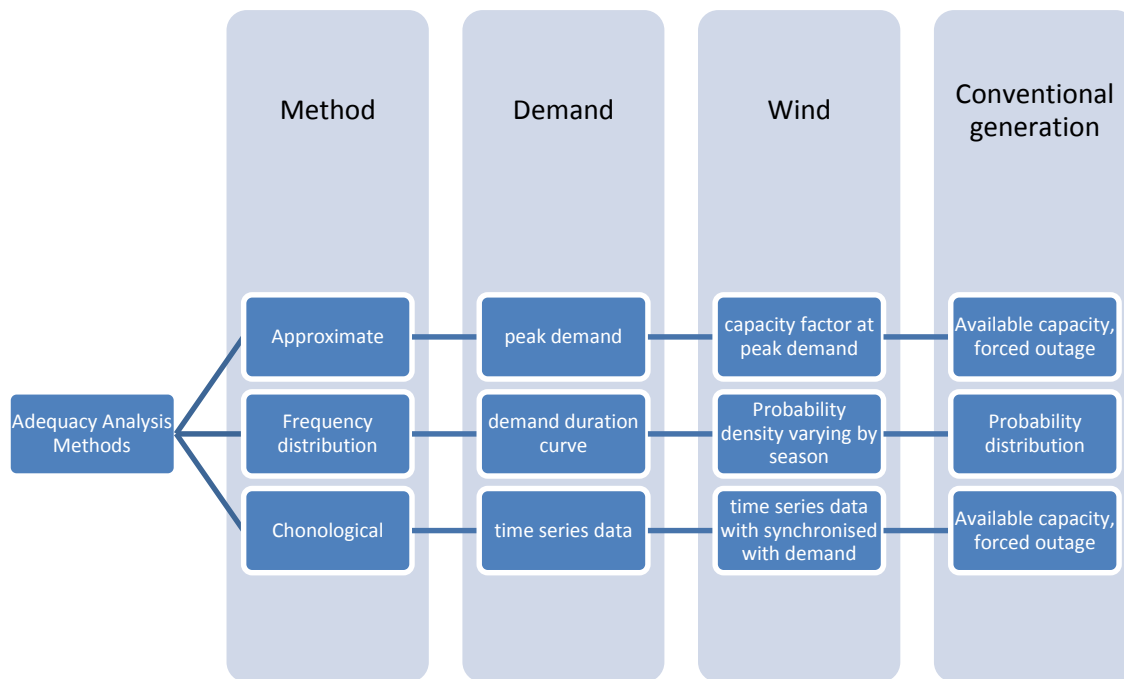 Method
Demand
Wind
Conventional
generation
Adequacy Analysis
Methods
Approximate
peak demand
capacity factor at
peak demand
Available capacity,
forced outage
Frequency
distribution
demand duration
curve
Probability
density varying by
season
Probability
distribution
Chonological
time series data
time series data
with synchronised
with demand
Available capacity,
forced outage